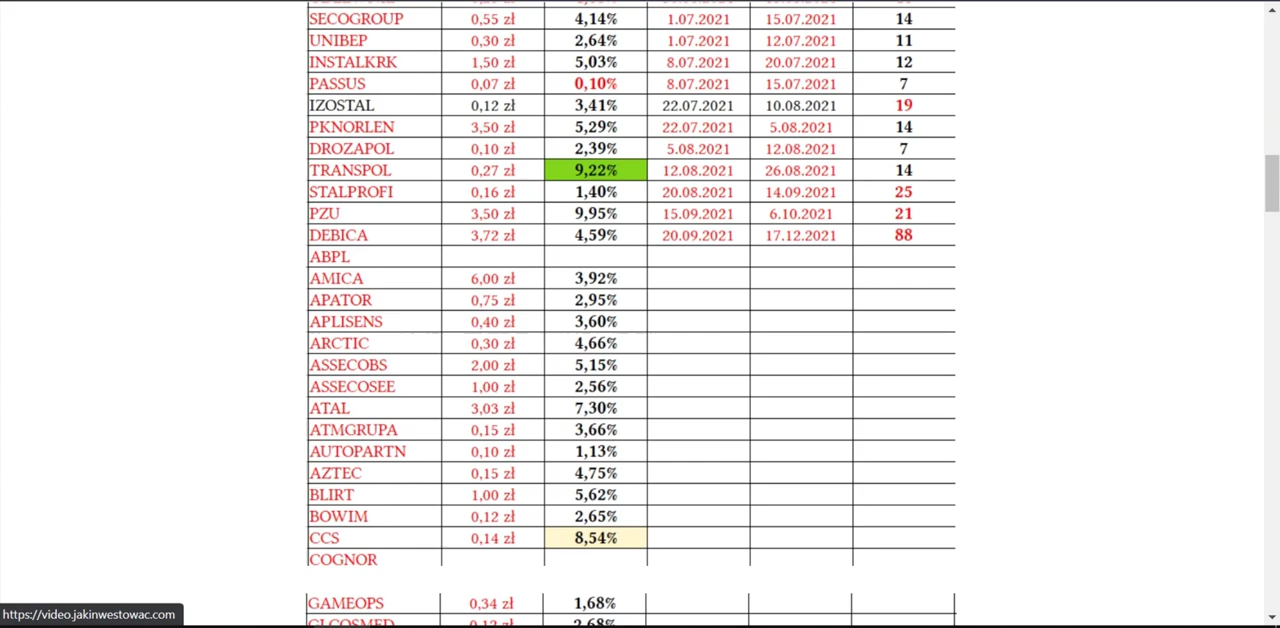 SECOGROUP 0,55 zł 4,14% 1.07.2021 15.07.2021 14
UNIBEP 0,30 zł 2,64% 1.07.2021 12.07.2021 11
INSTALKRK 1,50 zł 5,03% 8.07.2021 20.07.2021 12
PASSUS 0,07 zł 0,10% 8.07.2021 15.07.2021 7
IZOSTAL 0,12 zł 3,41% 22.07.2021 10.08.2021 19
PKNORLEN 3,50 zł 5,29% 22.07.2021 5.08.2021 14
DROZAPOL 0,10 zł 2,39% 5.08.2021 12.08.2021 7
TRANSPOL 0,27 zł 9,22% 12.08.2021 26.08.2021 14
STALPROFI 0,16 zł 1,40% 20.08.2021 14.09.2021 25
PZU 3,50 zł 9,95% 15.09.2021 6.10.2021 21
DEBICA 3,72 zł 4,59% 20.09.2021 17.12.2021 88
ABPL
AMICA 6,00 zł 3,92%
APATOR 0,75 zł 2,95%
APLISENS 0,40 zł 3,60%
ARCTIC 0,30 zł 4,66%
ASSECOBS 2,00 zł 5,15%
ASSECOSEE 1,00 zł 2,56%
ATAL 3,03 zł 7,30%
ATMGRUPA 0,15 zł 3,66%
AUTOPARTN 0,10 zł 1,13%
AZTEC 0,15 zł 4,75%
BLIRT 1,00 zł 5,62%
BOWIM 0,12 zł 2,65%
CCS 0,14 zł 8,54%
COGNOR
GAMEOPS 0,34 zł 1,68%
GLCOSMED 0,12 zł 2,68%
https://video.jakinwestowac.com